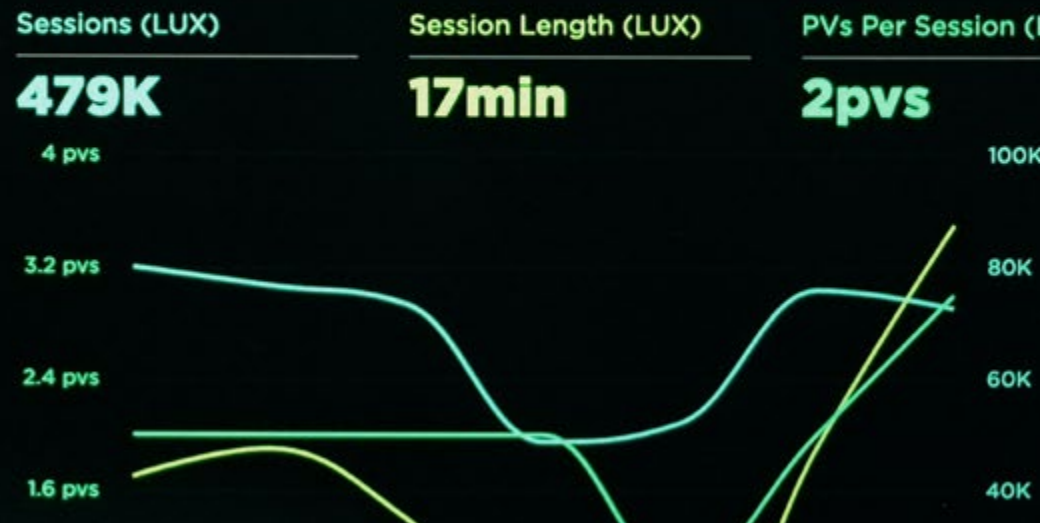 Sessions (LUX)
Session Length (LUX)
PVs Per Session (
479K
17min
2pvs
4 pvs
100K
3.2 pvs
80K
2.4 pvs
60K
1.6 pvs
40K